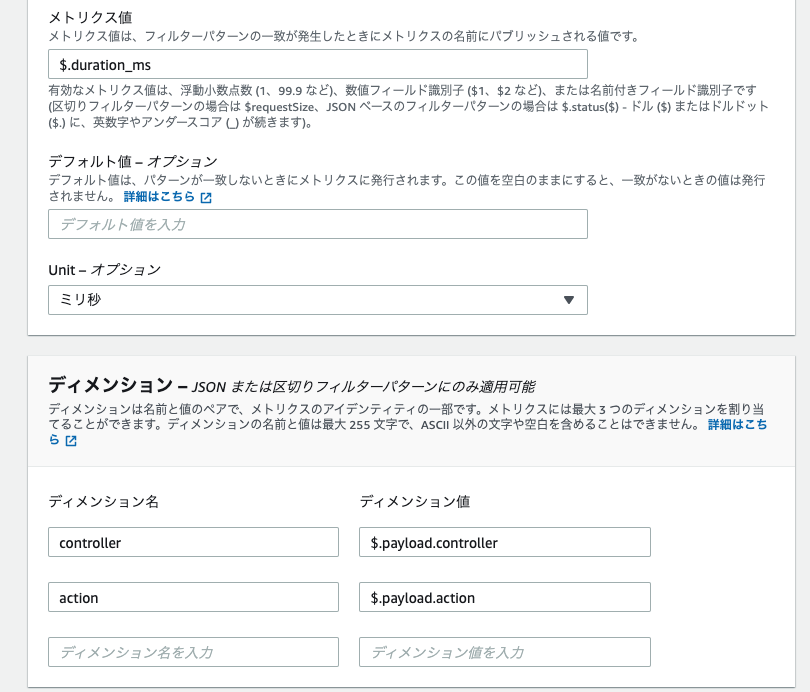 メトリクス値
メトリクス値は、フィルターパターンの一致が発生したときにメトリクスの名前にパブリッシュされる値です。
$.duration_ms
有効なメトリクス値は、浮動小数点数 (1、99.9 など)、数値フィールド識別子 ($1、$2 など)、または名前付きフィールド識別子です
(区切りフィルターパターンの場合は $requestSize、JSON ベースのフィルターパターンの場合は $.status($) - ドル ($) またはドルドット
($.) に、英数字やアンダースコア (_) が続きます)。
デフォルト値 – オプション
デフォルト値は、パターンが一致しないときにメトリクスに発行されます。この値を空白のままにすると、一致がないときの値は発行
されません。 詳細はこちら
デフォルト値を入力
Unit – オプション
ミリ秒
ディメンション – JSON または区切りフィルターパターンにのみ適用可能
ディメンションは名前と値のペアで、メトリクスのアイデンティティの一部です。メトリクスには最大 3 つのディメンションを割り当
てることができます。ディメンションの名前と値は最大 255 文字で、ASCII 以外の文字や空白を含めることはできません。 詳細はこち
ら
ディメンション名 ディメンション値
controller $.payload.controller
action $.payload.action
ディメンション名を入力 ディメンション値を入力